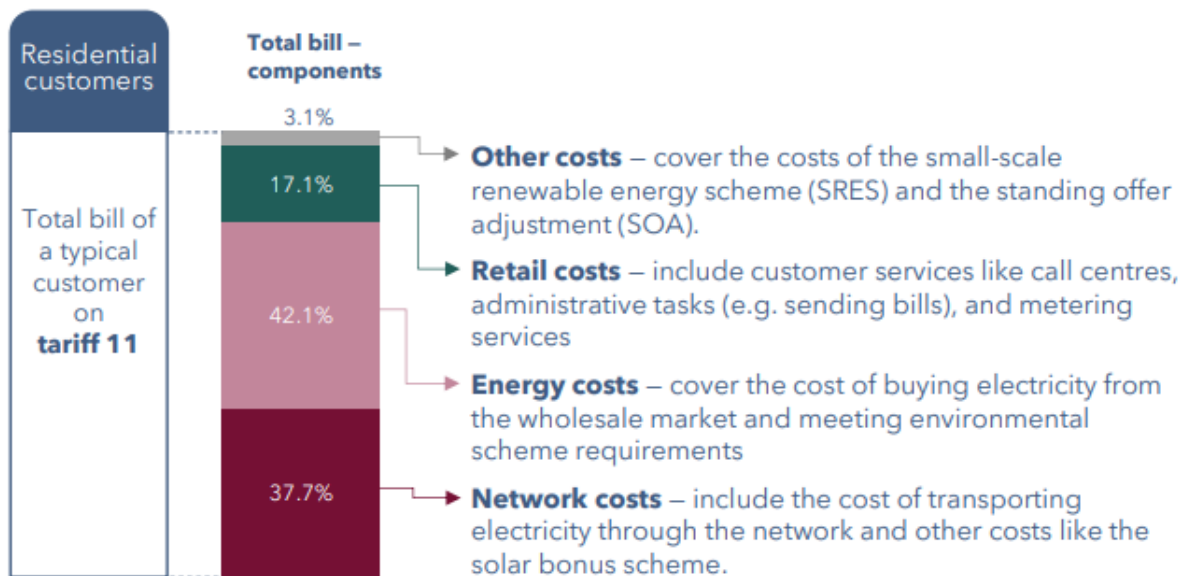 Residential
customers
Total bill –
components
Total bill of
a typical
customer
on
tariff 11
3.1%
17.1%
42.1%
37.7%
Other costs – cover the costs of the small-scale
renewable energy scheme (SRES) and the standing offer
adjustment (SOA).
Retail costs – include customer services like call centres,
administrative tasks (e.g. sending bills), and metering
services
Energy costs – cover the cost of buying electricity from
the wholesale market and meeting environmental
scheme requirements
Network costs – include the cost of transporting
electricity through the network and other costs like the
solar bonus scheme.